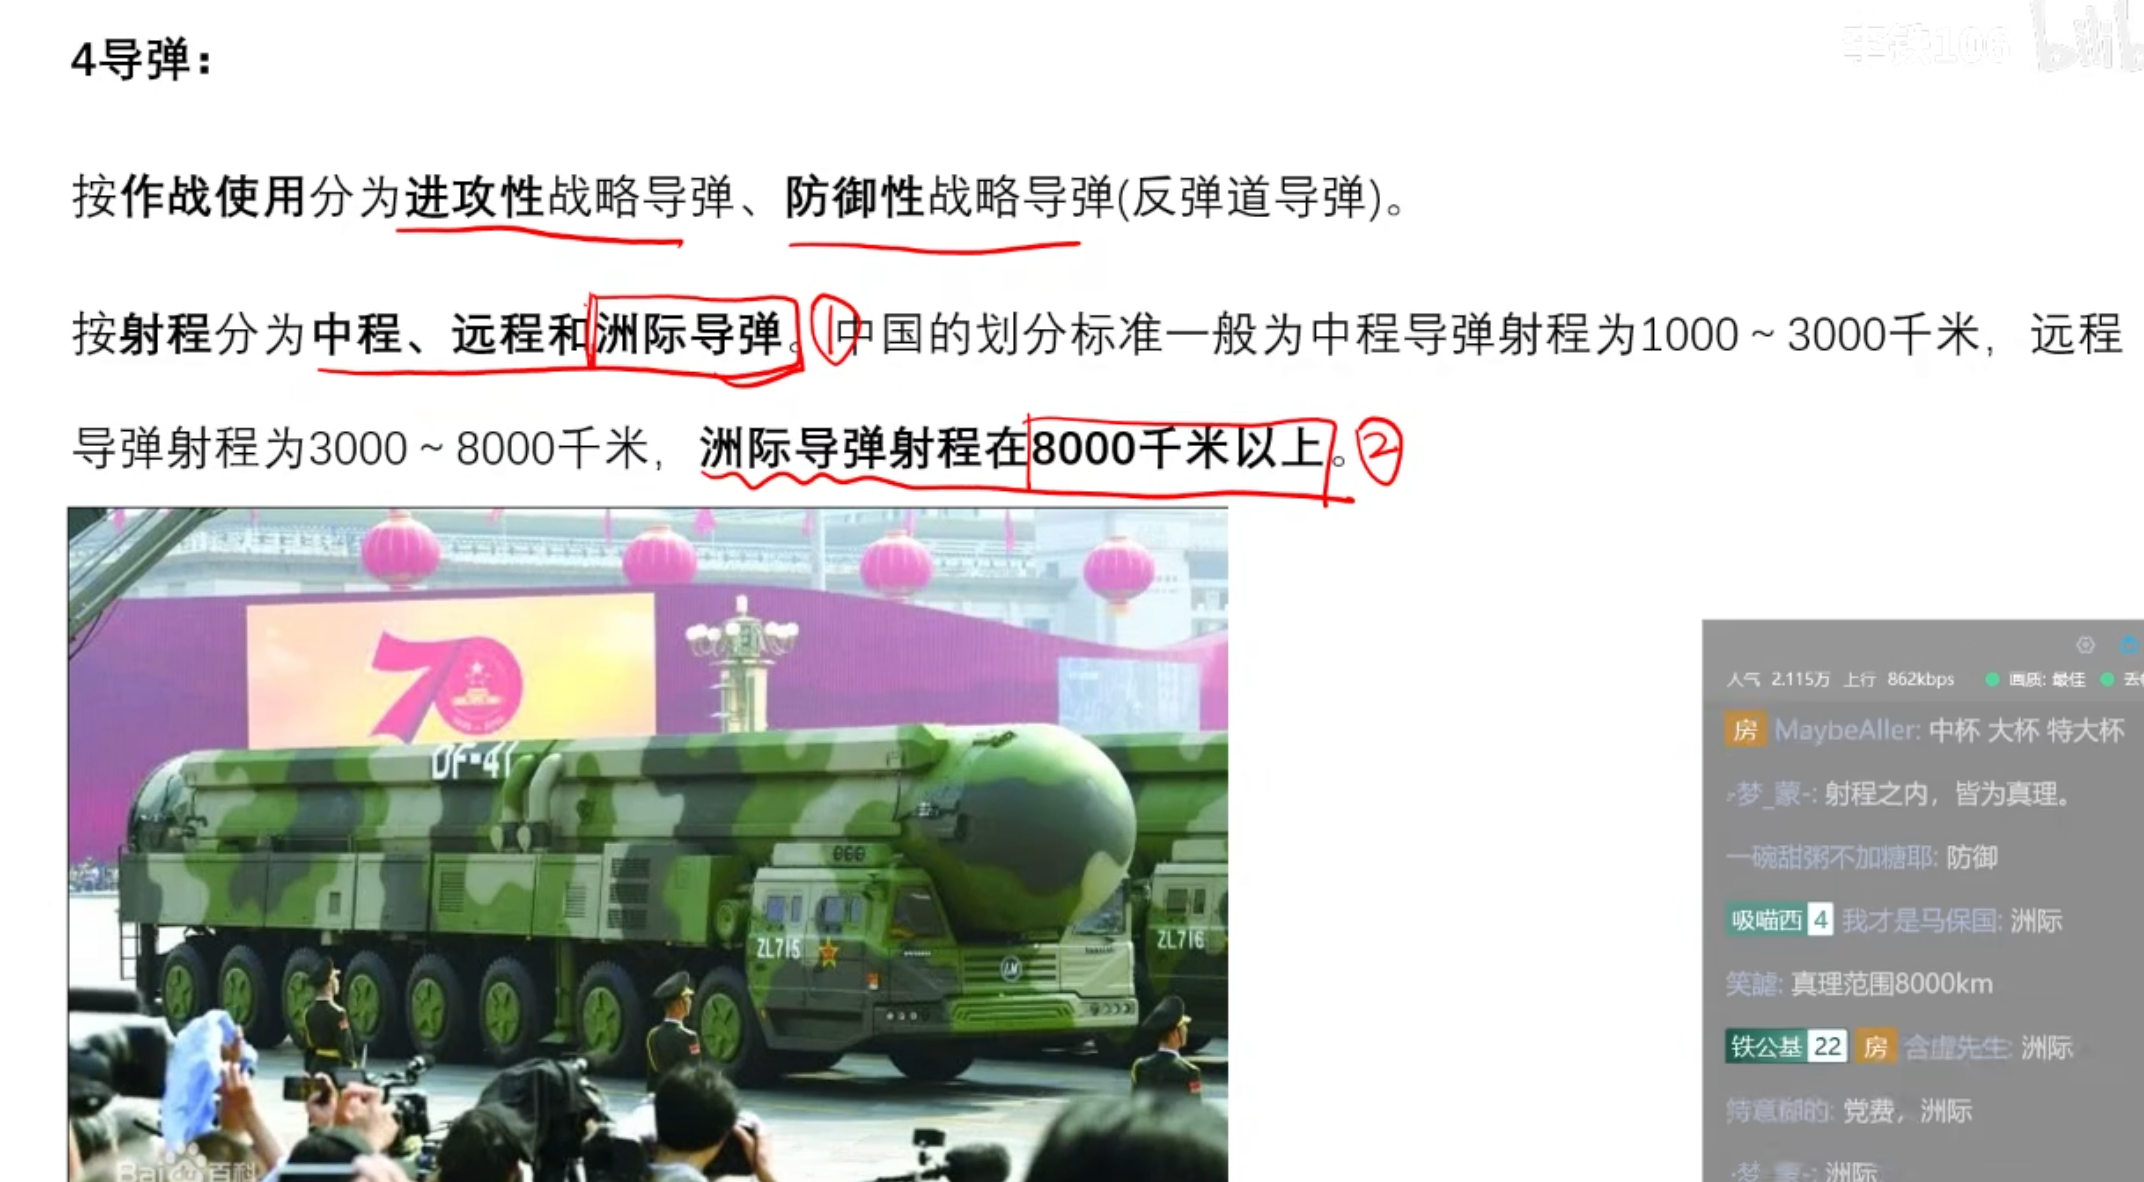 4导弹：
按作战使用分为进攻性战略导弹、防御性战略导弹(反弹道导弹)。
按射程分为中程、远程和洲际导弹。①中国的划分标准一般为中程导弹射程为1000～3000千米，远程
导弹射程为3000～8000千米，洲际导弹射程在8000千米以上。②
70
DF-41
060
ZL715
ZL716
Baidu百科
人气 2.115万 上行 862kbps 画质: 最佳
房 MaybeAller: 中杯 大杯 特大杯
-梦_蒙-: 射程之内，皆为真理。
一碗甜粥不加糖耶: 防御
吸喵西 4 我才是马保国: 洲际
真理范围8000km
铁公基 22 房 含虚先生: 洲际
党费，洲际
洲际